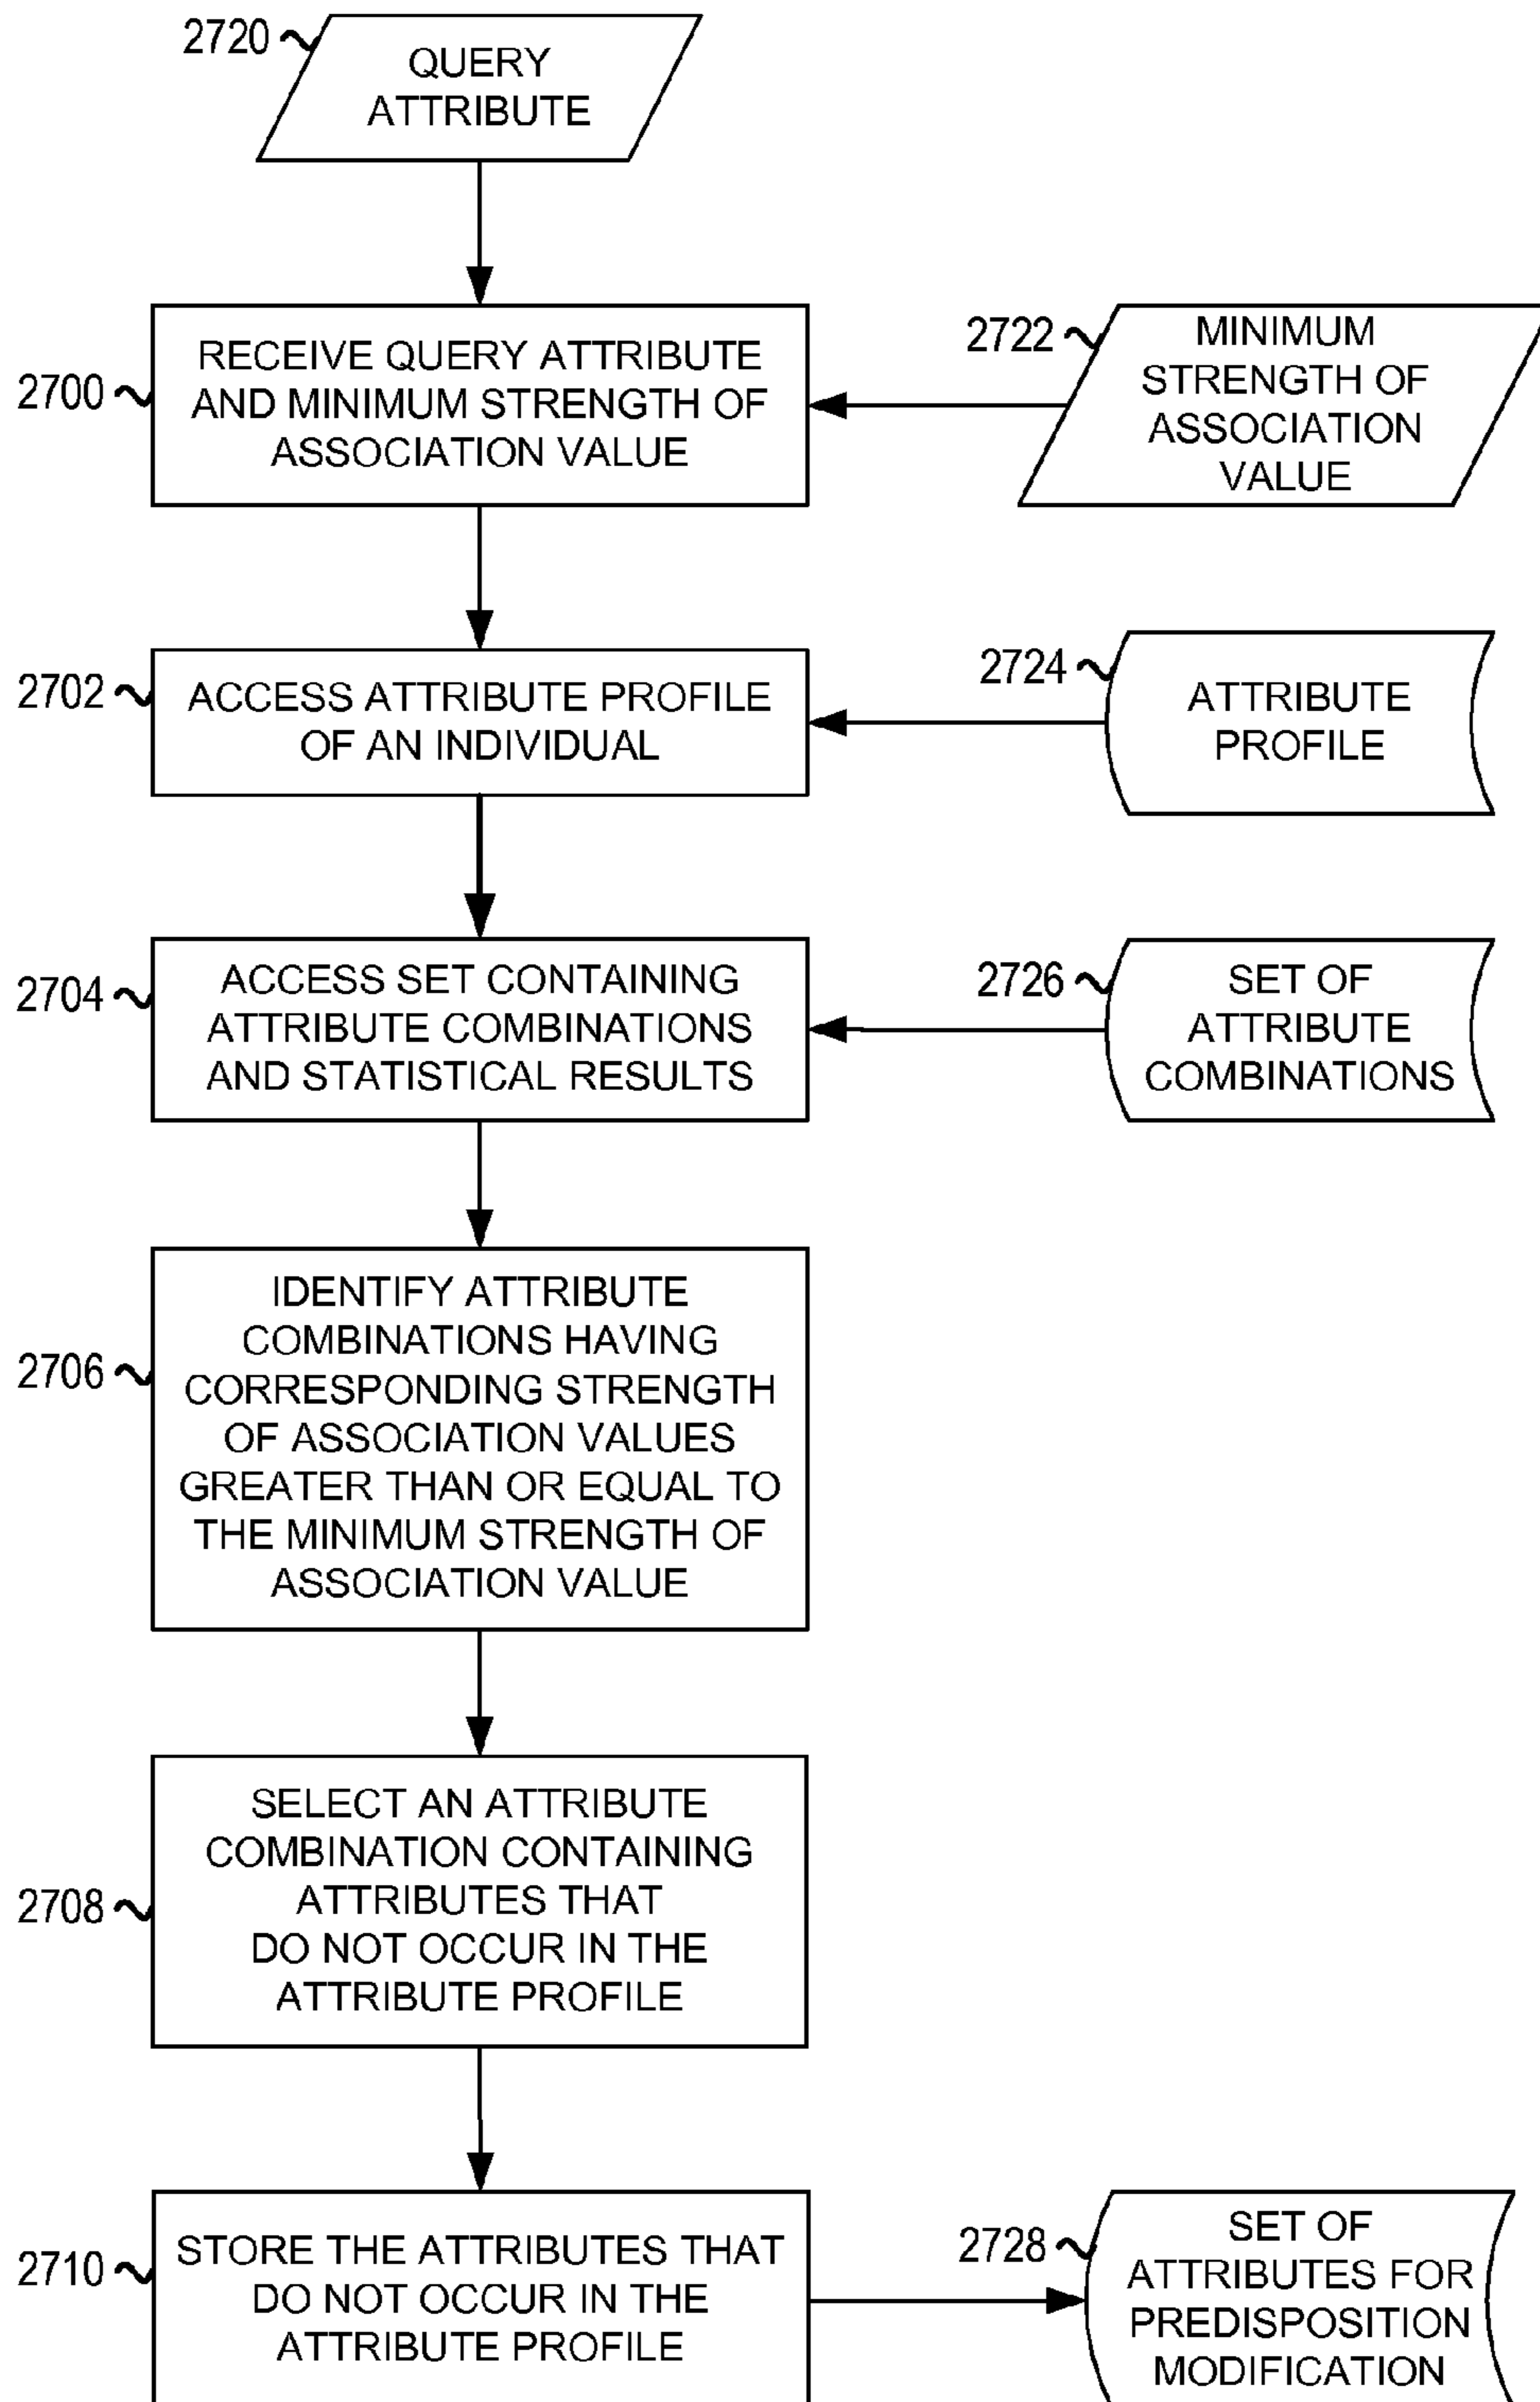 2720
QUERY
ATTRIBUTE
2700
RECEIVE QUERY ATTRIBUTE
AND MINIMUM STRENGTH OF
ASSOCIATION VALUE
2722
MINIMUM
STRENGTH OF
ASSOCIATION
VALUE
2702
ACCESS ATTRIBUTE PROFILE
OF AN INDIVIDUAL
2724
ATTRIBUTE
PROFILE
2704
ACCESS SET CONTAINING
ATTRIBUTE COMBINATIONS
AND STATISTICAL RESULTS
2726
SET OF
ATTRIBUTE
COMBINATIONS
2706
IDENTIFY ATTRIBUTE
COMBINATIONS HAVING
CORRESPONDING STRENGTH
OF ASSOCIATION VALUES
GREATER THAN OR EQUAL TO
THE MINIMUM STRENGTH OF
ASSOCIATION VALUE
2708
SELECT AN ATTRIBUTE
COMBINATION CONTAINING
ATTRIBUTES THAT
DO NOT OCCUR IN THE
ATTRIBUTE PROFILE
2710
STORE THE ATTRIBUTES THAT
DO NOT OCCUR IN THE
ATTRIBUTE PROFILE
2728
SET OF
ATTRIBUTES FOR
PREDISPOSITION
MODIFICATION